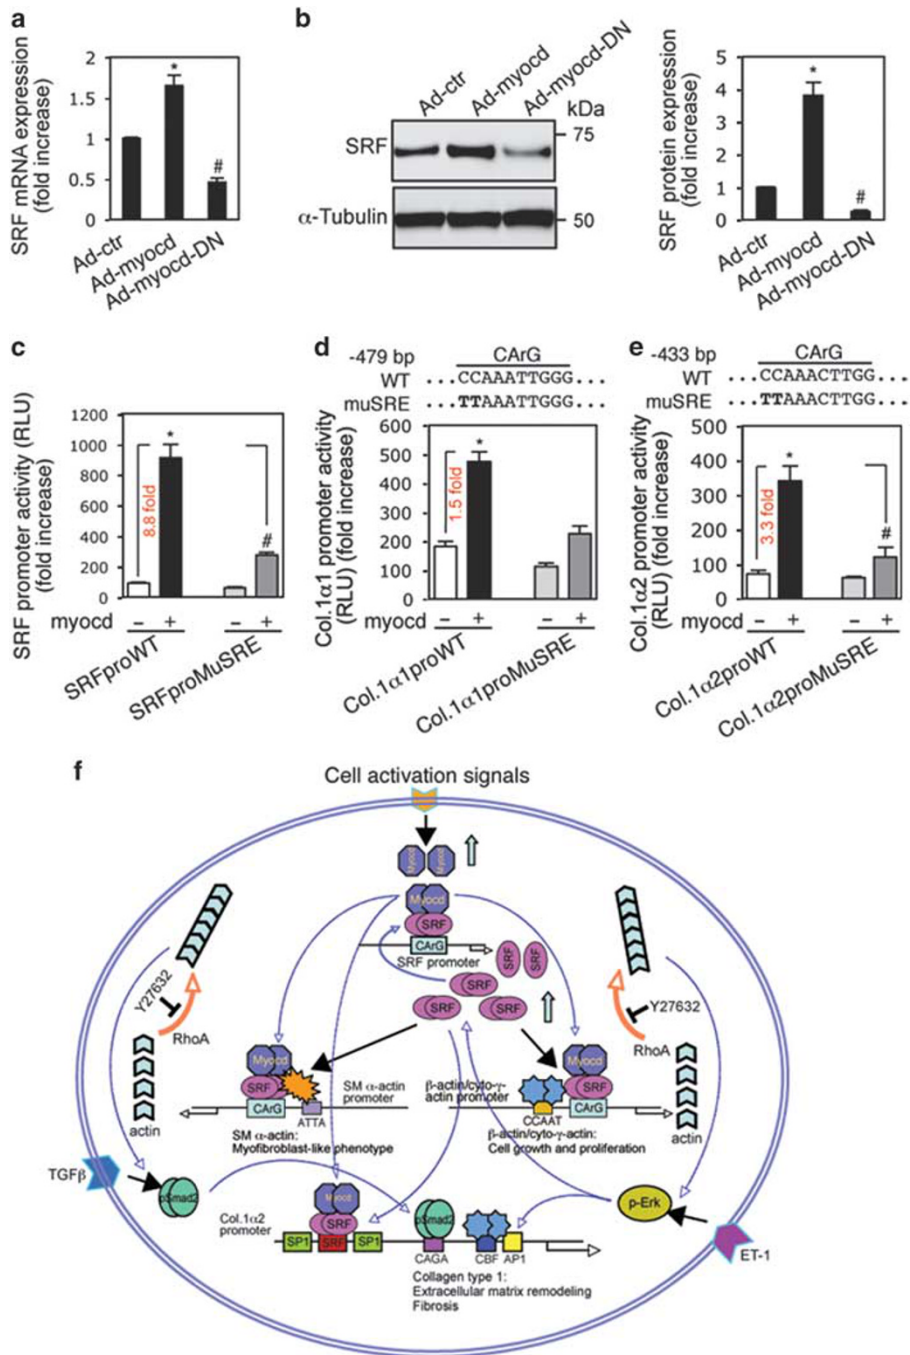 a
SRF mRNA expression
(fold increase)
2
1.5
1
0.5
0
*
#
Ad-ctr
Ad-myocd
Ad-myocd-DN
b
Ad-ctr
Ad-myocd
Ad-myocd-DN
kDa
SRF
75
α-Tubulin
50
SRF protein expression
(fold increase)
5
4
3
2
1
0
*
#
Ad-ctr
Ad-myocd
Ad-myocd-DN
c
SRF promoter activity (RLU)
(fold increase)
1200
1000
800
600
400
200
0
8.8 fold
*
#
myocd – + – +
SRFproWT
SRFproMuSRE
d
-479 bp CArG
WT ...CCAAATTGGG...
muSRE ...TTAAATTGGG...
Col.1α1 promoter activity
(RLU) (fold increase)
600
500
400
300
200
100
0
1.5 fold
*
myocd – + – +
Col.1α1proWT
Col.1α1proMuSRE
e
-433 bp CArG
WT ...CCAAACTTGG...
muSRE ...TTAAACTTGG...
Col.1α2 promoter activity
(RLU) (fold increase)
500
400
300
200
100
0
3.3 fold
*
#
myocd – + – +
Col.1α2proWT
Col.1α2proMuSRE
f
Cell activation signals
Myocd Myocd
Myocd
SRF
CArG
SRF promoter
SRF SRF
SRF
SRF SRF
Y27632
RhoA
actin
Y27632
RhoA
actin
Myocd
SRF
CArG
ATTA
SM α-actin
promoter
SM α-actin:
Myofibroblast-like phenotype
β-actin/cyto-γ-
actin promoter
Myocd
SRF
CCAAT
CArG
β-actin/cyto-γ-actin:
Cell growth and proliferation
TGFβ
pSmad2
p-Erk
ET-1
Col.1α2
promoter
Myocd
SRF
SP1 SRF SP1
pSmad2
CAGA
CBF AP1
Collagen type 1:
Extracellular matrix remodeling
Fibrosis